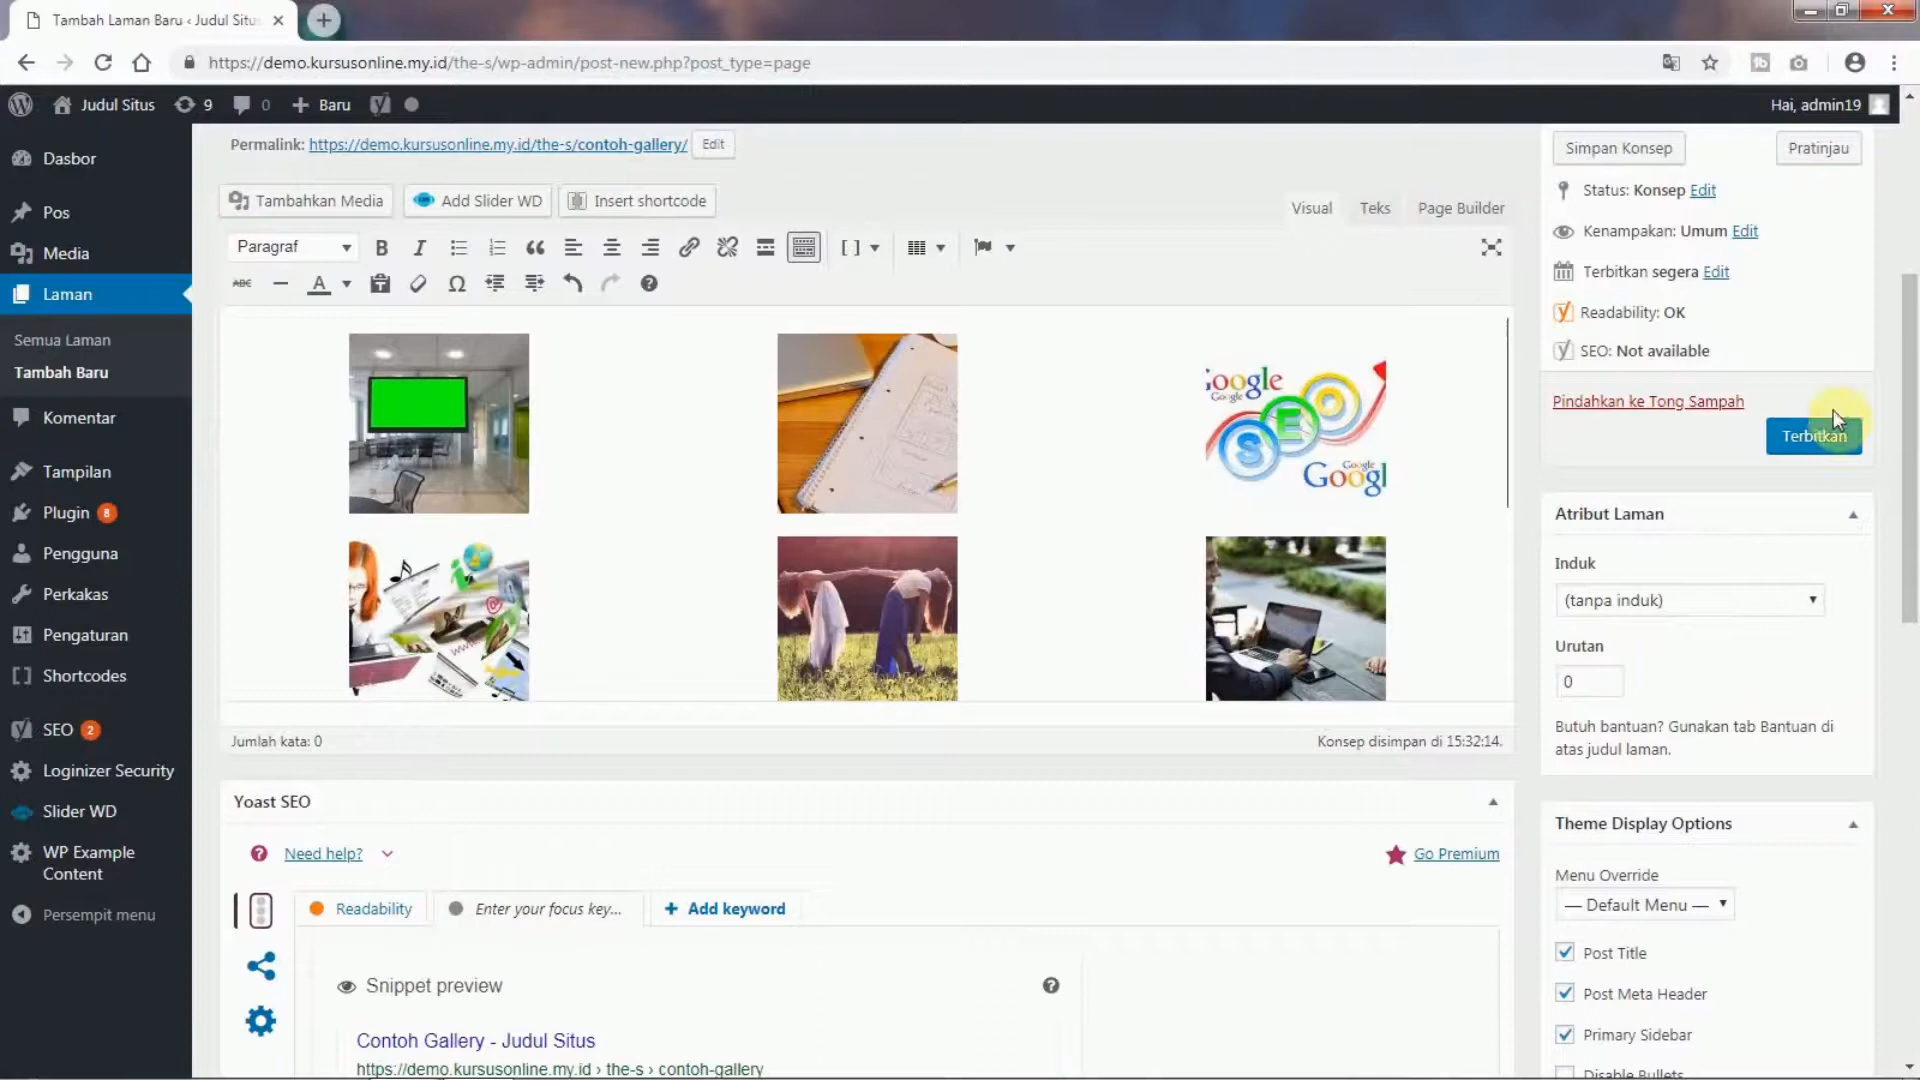 Tambah Laman Baru ‹ Judul Situs
https://demo.kursusonline.my.id/the-s/wp-admin/post-new.php?post_type=page
Judul Situs
9
0
Baru
Hai, admin19
Dasbor
Pos
Media
Laman
Semua Laman
Tambah Baru
Komentar
Tampilan
Plugin 8
Pengguna
Perkakas
Pengaturan
Shortcodes
SEO 2
Loginizer Security
Slider WD
WP Example
Content
Persempit menu
Permalink: https://demo.kursusonline.my.id/the-s/contoh-gallery/ Edit
Tambahkan Media
Add Slider WD
Insert shortcode
Visual
Teks
Page Builder
Paragraf
B I
ABC
A
Google
SEO
Google
Jumlah kata: 0
Konsep disimpan di 15:32:14.
Yoast SEO
Need help?
Go Premium
Readability
Enter your focus key...
+ Add keyword
Snippet preview
Contoh Gallery - Judul Situs
https://demo.kursusonline.my.id › the-s › contoh-gallery
Simpan Konsep
Pratinjau
Status: Konsep Edit
Kenampakan: Umum Edit
Terbitkan segera Edit
Readability: OK
SEO: Not available
Pindahkan ke Tong Sampah
Terbitkan
Atribut Laman
Induk
(tanpa induk)
Urutan
0
Butuh bantuan? Gunakan tab Bantuan di
atas judul laman.
Theme Display Options
Menu Override
— Default Menu —
Post Title
Post Meta Header
Primary Sidebar
Disable Bullets